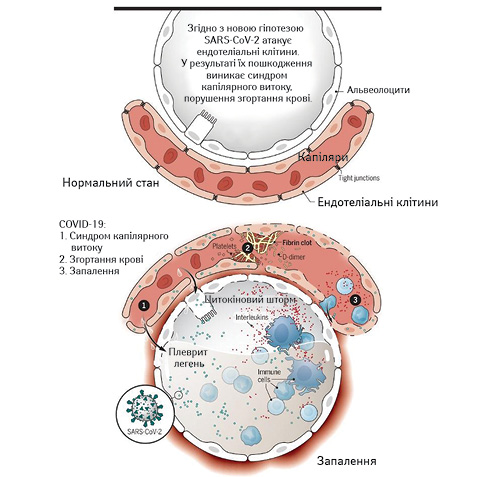 Згідно з новою гіпотезою
SARS-CoV-2 атакує
ендотеліальні клітини.
У результаті їх пошкодження
виникає синдром
капілярного витоку,
порушення згортання крові.
Альвеолоцити
Капіляри
Tight junctions
Нормальний стан
Ендотеліальні клітини
COVID-19:
1. Синдром капілярного
витоку
2. Згортання крові
3. Запалення
Platelets
2
Fibrin clot
D-dimer
1
3
Цитокіновий шторм
Interleukins
Плеврит
легень
Immune
cells
SARS-CoV-2
Запалення